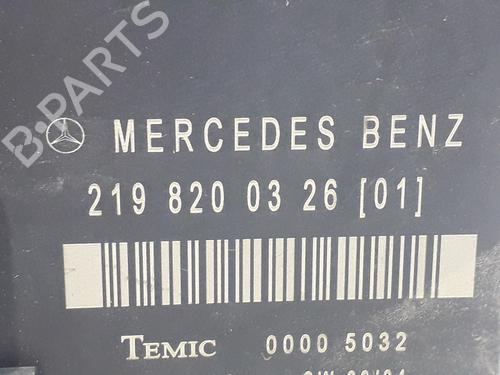 B-PARTS
MERCEDES BENZ
219 820 03 26 [01]
TEMIC 0000 5032